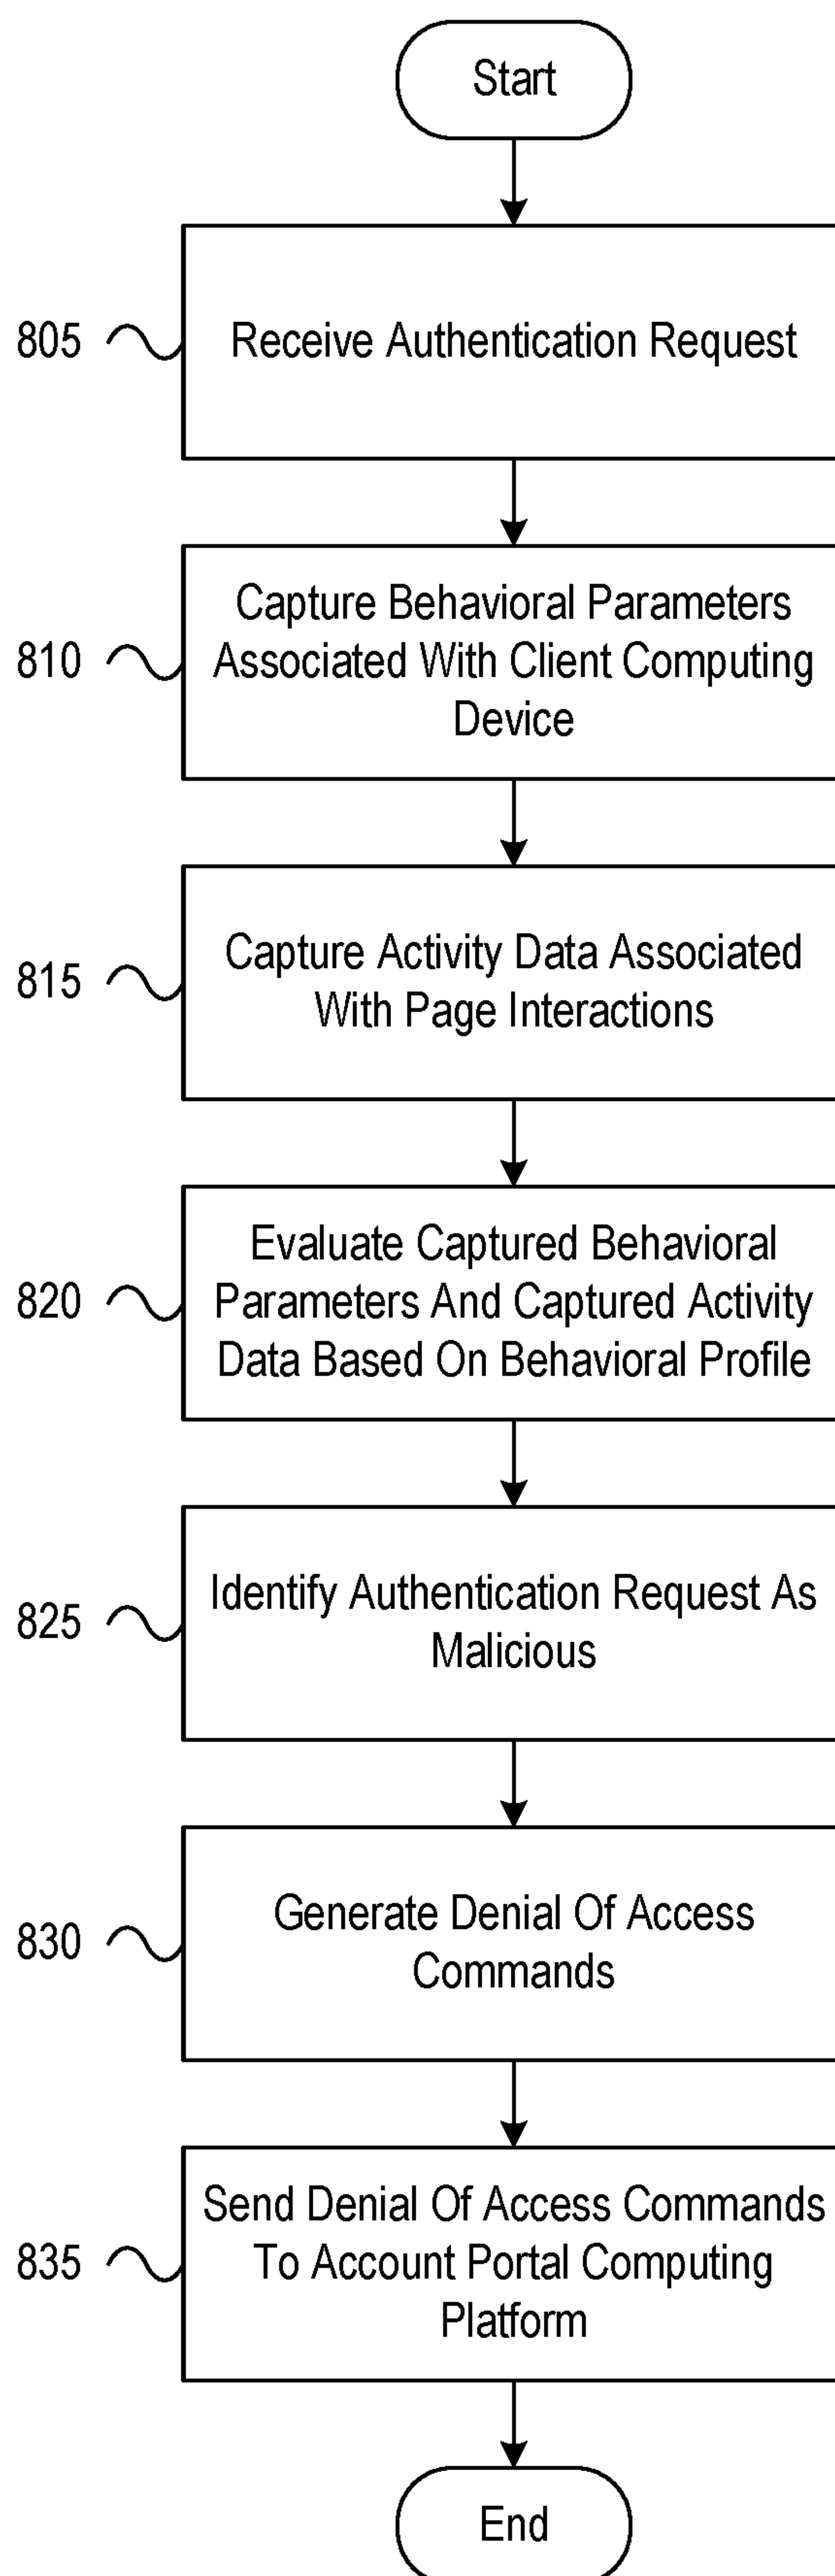 Start
805
Receive Authentication Request
810
Capture Behavioral Parameters
Associated With Client Computing
Device
815
Capture Activity Data Associated
With Page Interactions
820
Evaluate Captured Behavioral
Parameters And Captured Activity
Data Based On Behavioral Profile
825
Identify Authentication Request As
Malicious
830
Generate Denial Of Access
Commands
835
Send Denial Of Access Commands
To Account Portal Computing
Platform
End